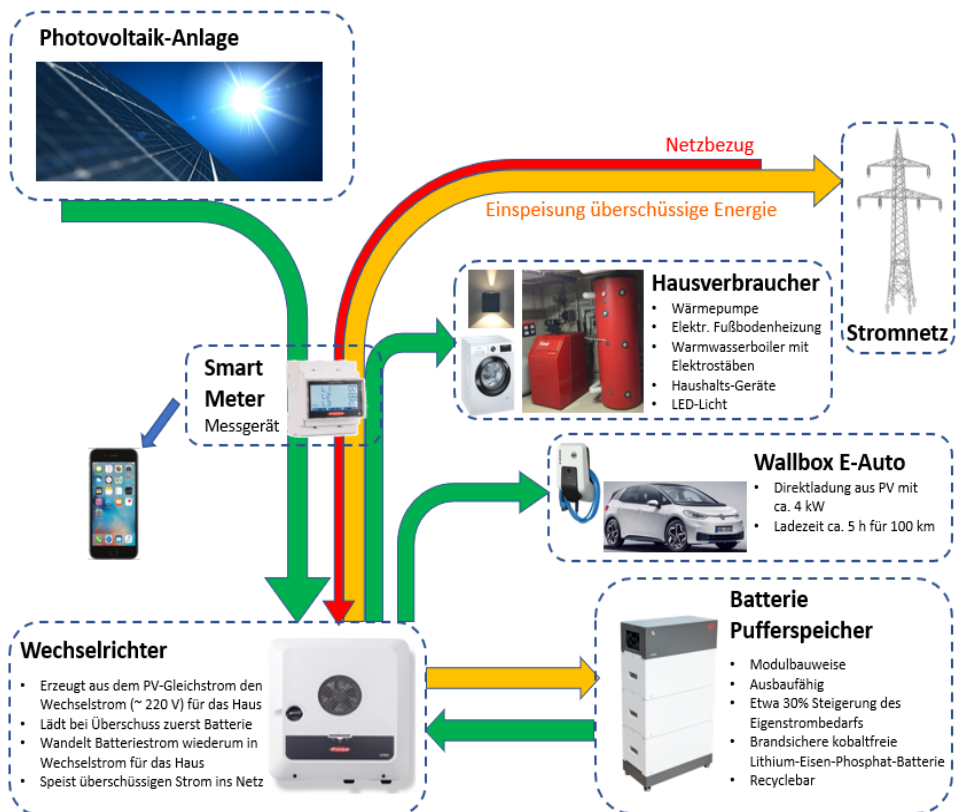 Photovoltaik-Anlage
Netzbezug
Einspeisung überschüssige Energie
Stromnetz
Hausverbraucher
• Wärmepumpe
• Elektr. Fußbodenheizung
• Warmwasserboiler mit
Elektrostäben
• Haushalts-Geräte
• LED-Licht
Smart
Meter
Messgerät
Wallbox E-Auto
• Direktladung aus PV mit
ca. 4 kW
• Ladezeit ca. 5 h für 100 km
Wechselrichter
• Erzeugt aus dem PV-Gleichstrom den
Wechselstrom (~ 220 V) für das Haus
• Lädt bei Überschuss zuerst Batterie
• Wandelt Batteriestrom wiederum in
Wechselstrom für das Haus
• Speist überschüssigen Strom ins Netz
Batterie
Pufferspeicher
• Modulbauweise
• Ausbaufähig
• Etwa 30% Steigerung des
Eigenstrombedarfs
• Brandsichere kobaltfreie
Lithium-Eisen-Phosphat-Batterie
• Recyclebar